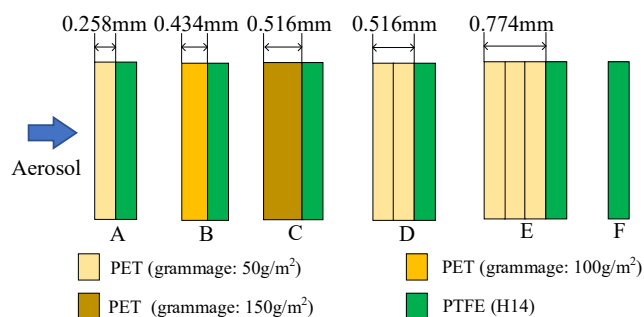 0.258mm 0.434mm 0.516mm 0.516mm 0.774mm
Aerosol
A B C D E F
PET (grammage: 50g/m²) PET (grammage: 100g/m²)
PET (grammage: 150g/m²) PTFE (H14)